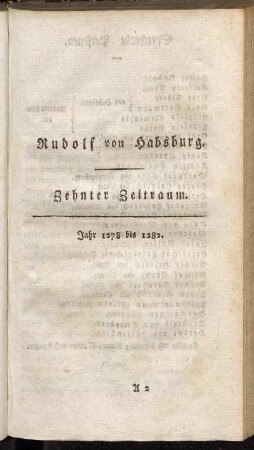 Rudolf von Habsburg.
Zehnter Zeitraum.
Jahr 1278 bis 1282.
A 2